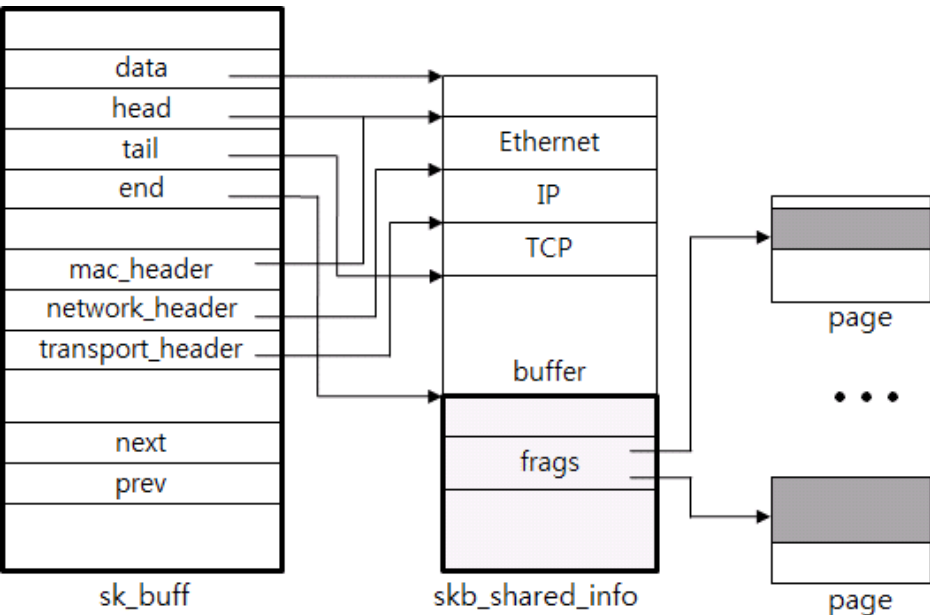 data
head
tail
end
mac_header
network_header
transport_header
next
prev
sk_buff
Ethernet
IP
TCP
buffer
frags
skb_shared_info
page
page